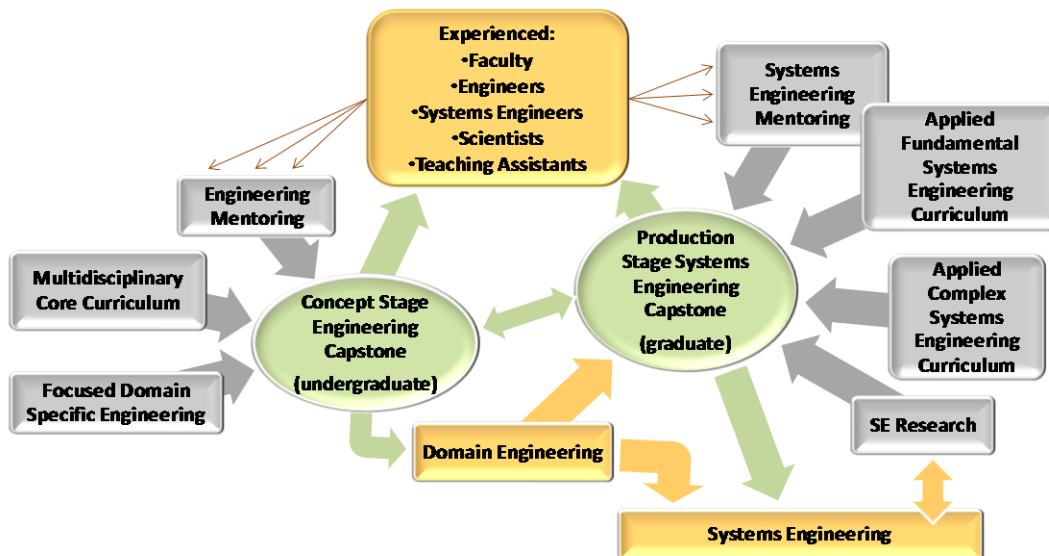 Experienced:
•Faculty
•Engineers
•Systems Engineers
•Scientists
•Teaching Assistants
Systems
Engineering
Mentoring
Applied
Fundamental
Systems
Engineering
Curriculum
Engineering
Mentoring
Multidisciplinary
Core Curriculum
Concept Stage
Engineering
Capstone
(undergraduate)
Production
Stage Systems
Engineering
Capstone
(graduate)
Applied
Complex
Systems
Engineering
Curriculum
Focused Domain
Specific Engineering
Domain Engineering
SE Research
Systems Engineering